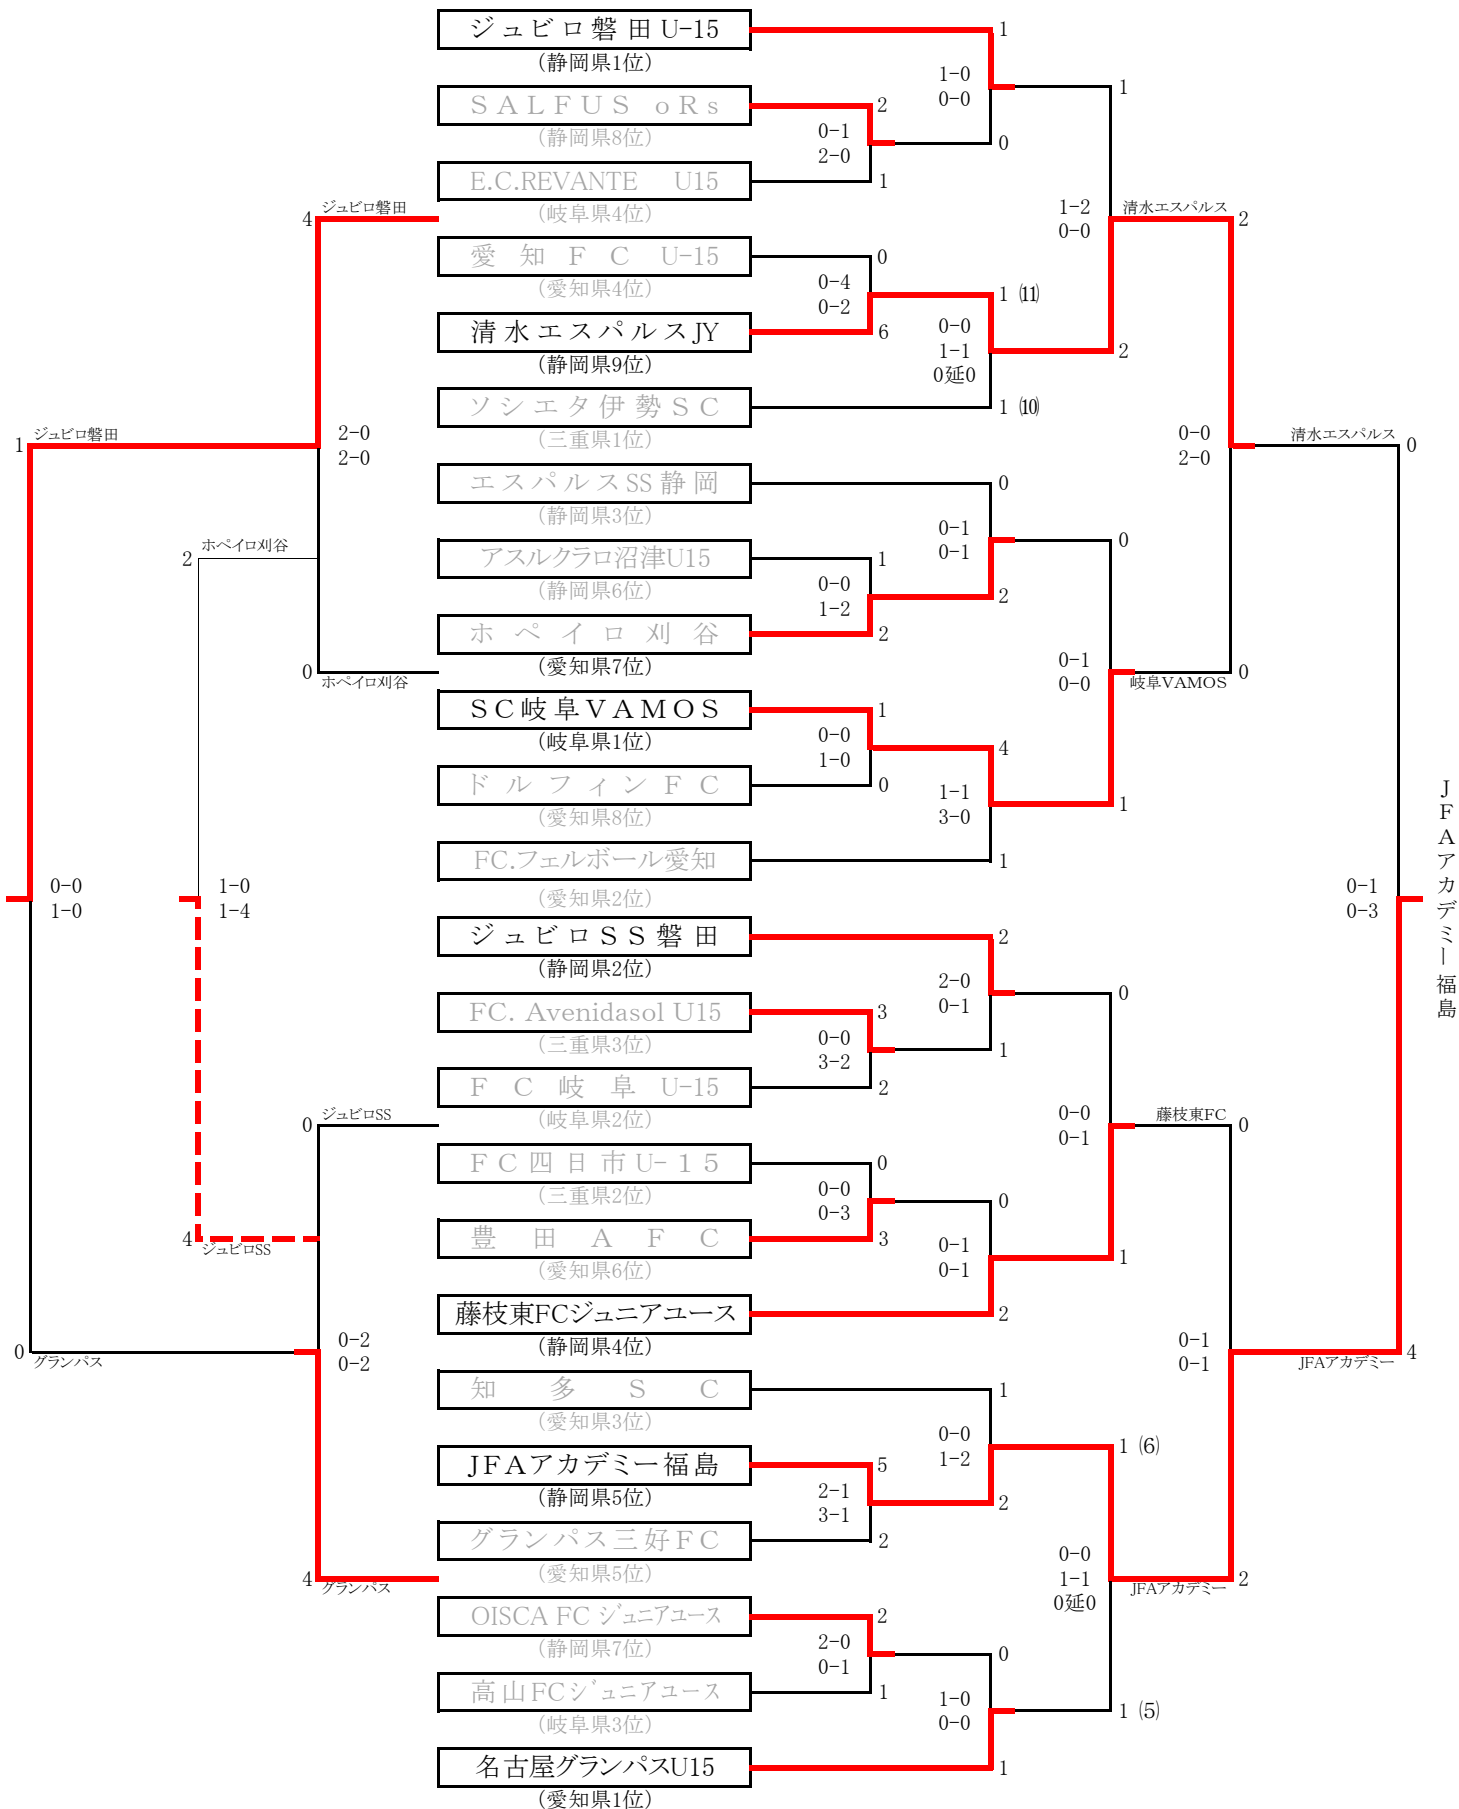 ジュビロ磐田U-15
1
(静岡県1位)
1-0
0-0
1
SALFUS oRs
2
(静岡県8位)
0-1
2-0
0
E.C.REVANTE U15
1
(岐阜県4位)
ジュビロ磐田
4
1-2
0-0
清水エスパルス
2
愛知FC U-15
0
(愛知県4位)
0-4
0-2
1 (11)
清水エスパルスJY
6
(静岡県9位)
0-0
1-1
0延0
2
ソシエタ伊勢SC
1 (10)
(三重県1位)
1
ジュビロ磐田
2-0
2-0
0-0
2-0
清水エスパルス
0
エスパルスSS静岡
0
(静岡県3位)
0-1
0-1
0
2
ホペイロ刈谷
アスルクラロ沼津U15
1
(静岡県6位)
0-0
1-2
2
ホペイロ刈谷
2
(愛知県7位)
0
ホペイロ刈谷
0-1
0-0
岐阜VAMOS
0
SC岐阜VAMOS
1
(岐阜県1位)
0-0
1-0
4
ドルフィンFC
0
(愛知県8位)
1-1
3-0
1
FC.フェルボール愛知
1
(愛知県2位)
0-0
1-0
1-0
1-4
0-1
0-3
JFAアカデミー福島
ジュビロSS磐田
2
(静岡県2位)
2-0
0-1
0
FC. Avenidasol U15
3
(三重県3位)
0-0
3-2
1
FC岐阜 U-15
2
(岐阜県2位)
ジュビロSS
0
0-0
0-1
藤枝東FC
0
FC四日市U-15
0
(三重県2位)
0-0
0-3
0
豊田AFC
3
(愛知県6位)
4
ジュビロSS
0-1
0-1
1
藤枝東FCジュニアユース
2
(静岡県4位)
0
グランパス
0-2
0-2
0-1
0-1
JFAアカデミー
4
知多SC
1
(愛知県3位)
0-0
1-2
1 (6)
JFAアカデミー福島
5
(静岡県5位)
2-1
3-1
2
グランパス三好FC
2
(愛知県5位)
4
グランパス
0-0
1-1
0延0
JFAアカデミー
2
OISCA FC ジュニアユース
2
(静岡県7位)
2-0
0-1
0
高山FCジュニアユース
1
(岐阜県3位)
1-0
0-0
1 (5)
名古屋グランパスU15
1
(愛知県1位)